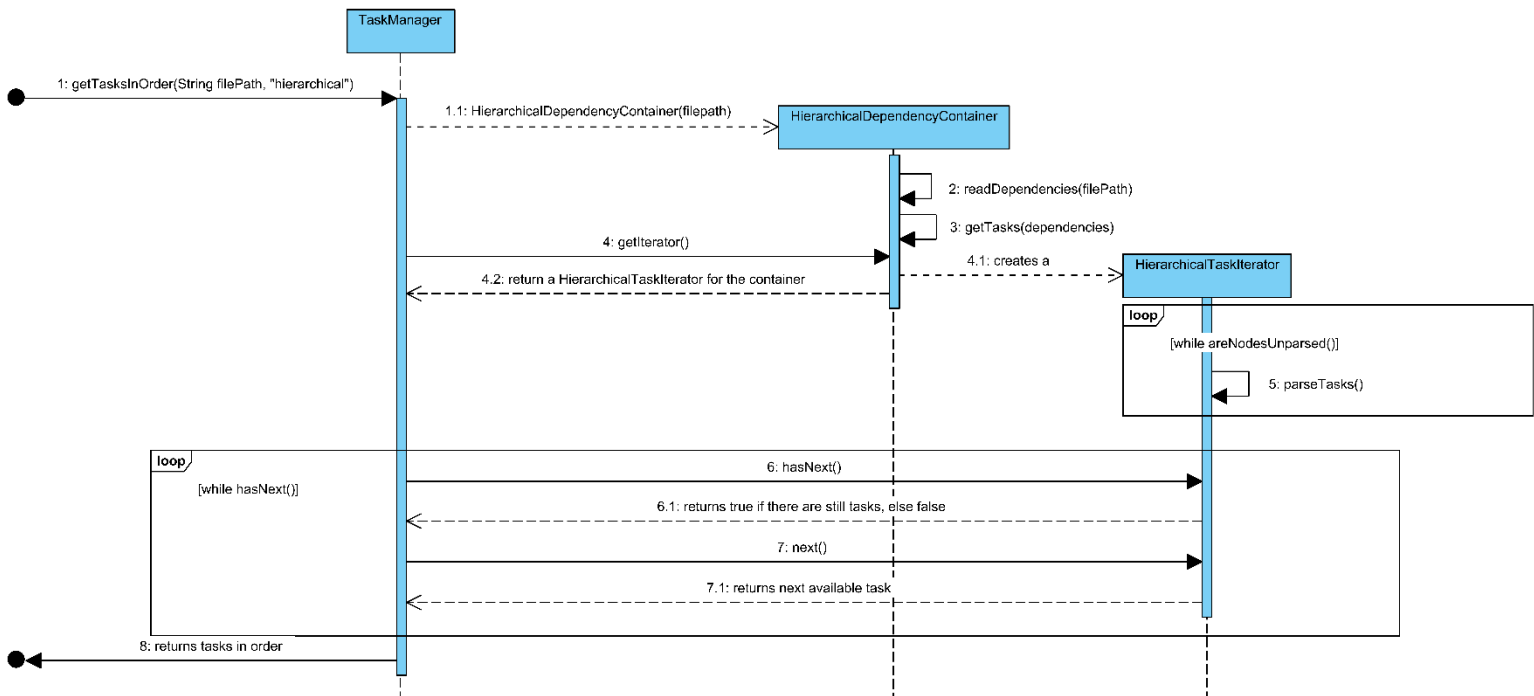 TaskManager
1: getTasksInOrder(String filePath, "hierarchical")
1.1: HierarchicalDependencyContainer(filepath)
HierarchicalDependencyContainer
2: readDependencies(filePath)
3: getTasks(dependencies)
4: getIterator()
4.1: creates a
HierarchicalTaskIterator
4.2: return a HierarchicalTaskIterator for the container
loop
[while areNodesUnparsed()]
5: parseTasks()
loop
[while hasNext()]
6: hasNext()
6.1: returns true if there are still tasks, else false
7: next()
7.1: returns next available task
8: returns tasks in order